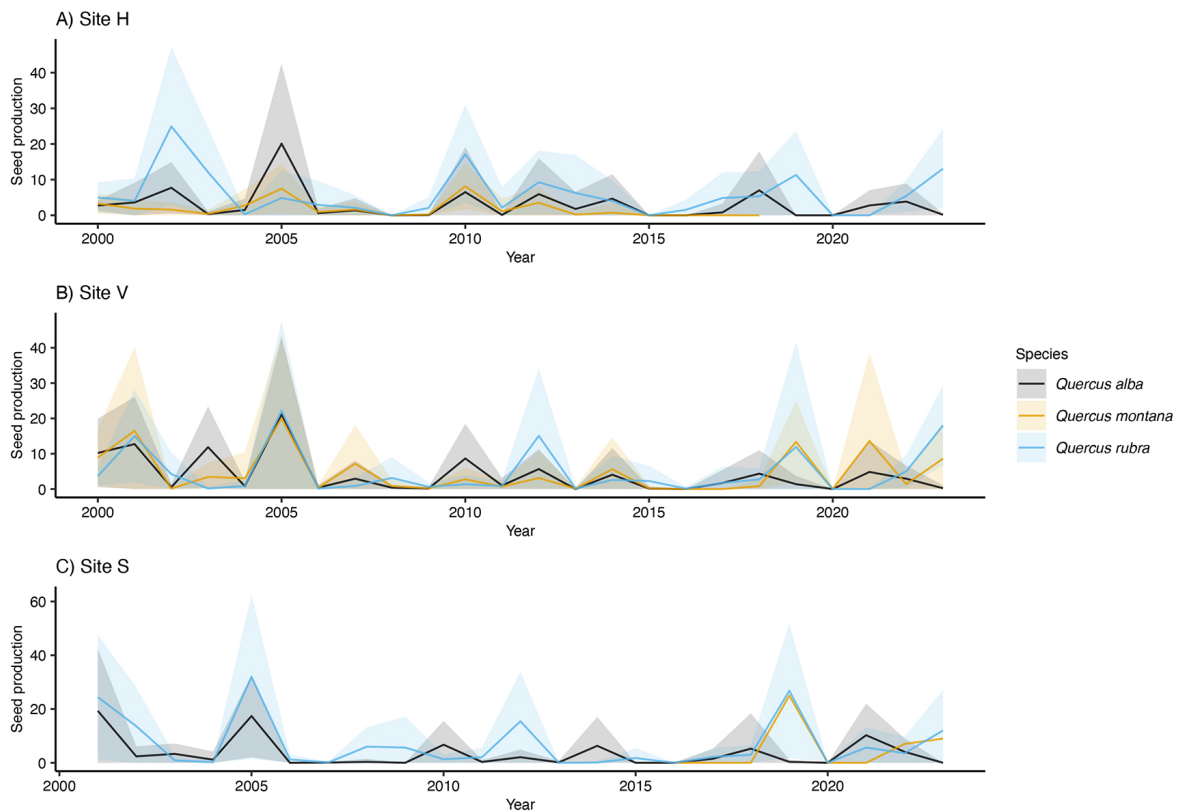 A) Site H
Seed production
40
30
20
10
0
2000 2005 2010 2015 2020
Year
B) Site V
Seed production
40
30
20
10
0
2000 2005 2010 2015 2020
Year
Species
Quercus alba
Quercus montana
Quercus rubra
C) Site S
Seed production
60
40
20
0
2000 2005 2010 2015 2020
Year